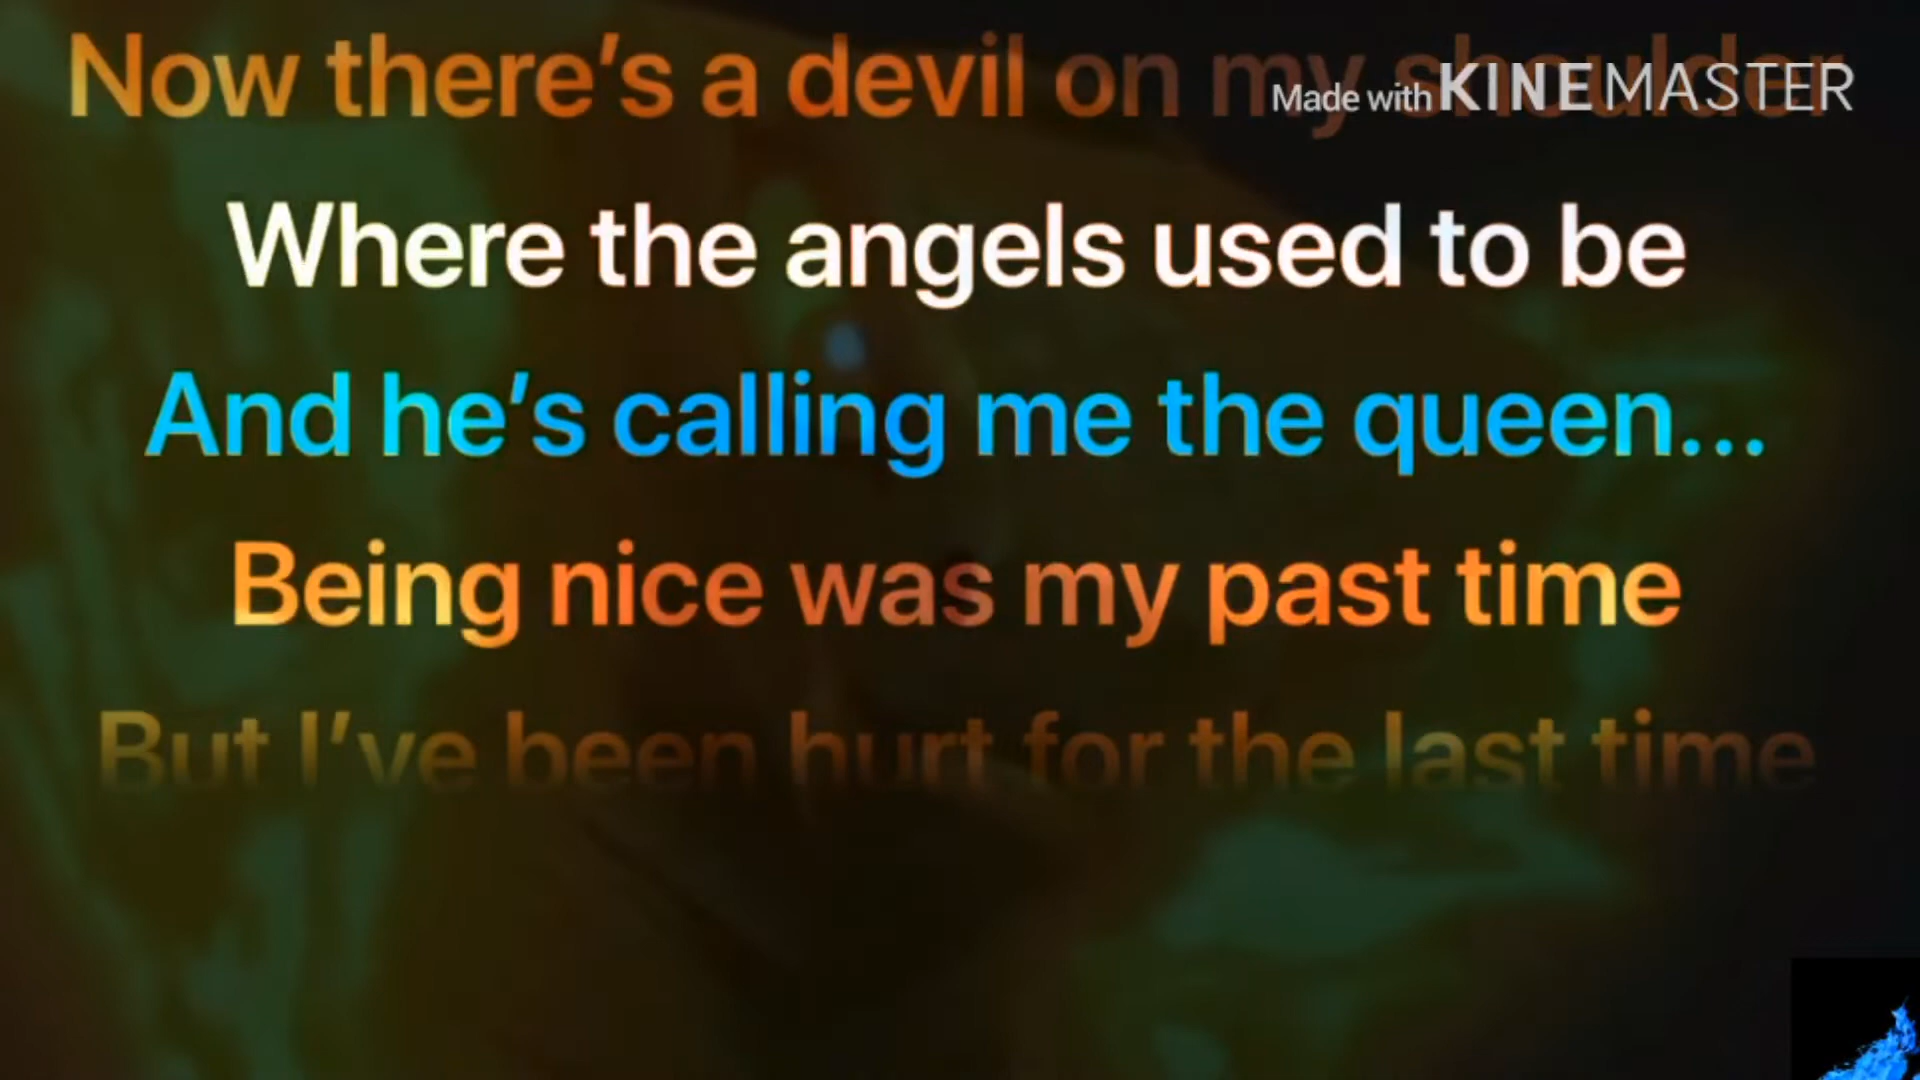 Now there's a devil on my shoulder
Made with KINEMASTER
Where the angels used to be
And he's calling me the queen...
Being nice was my past time
But I've been hurt for the last time